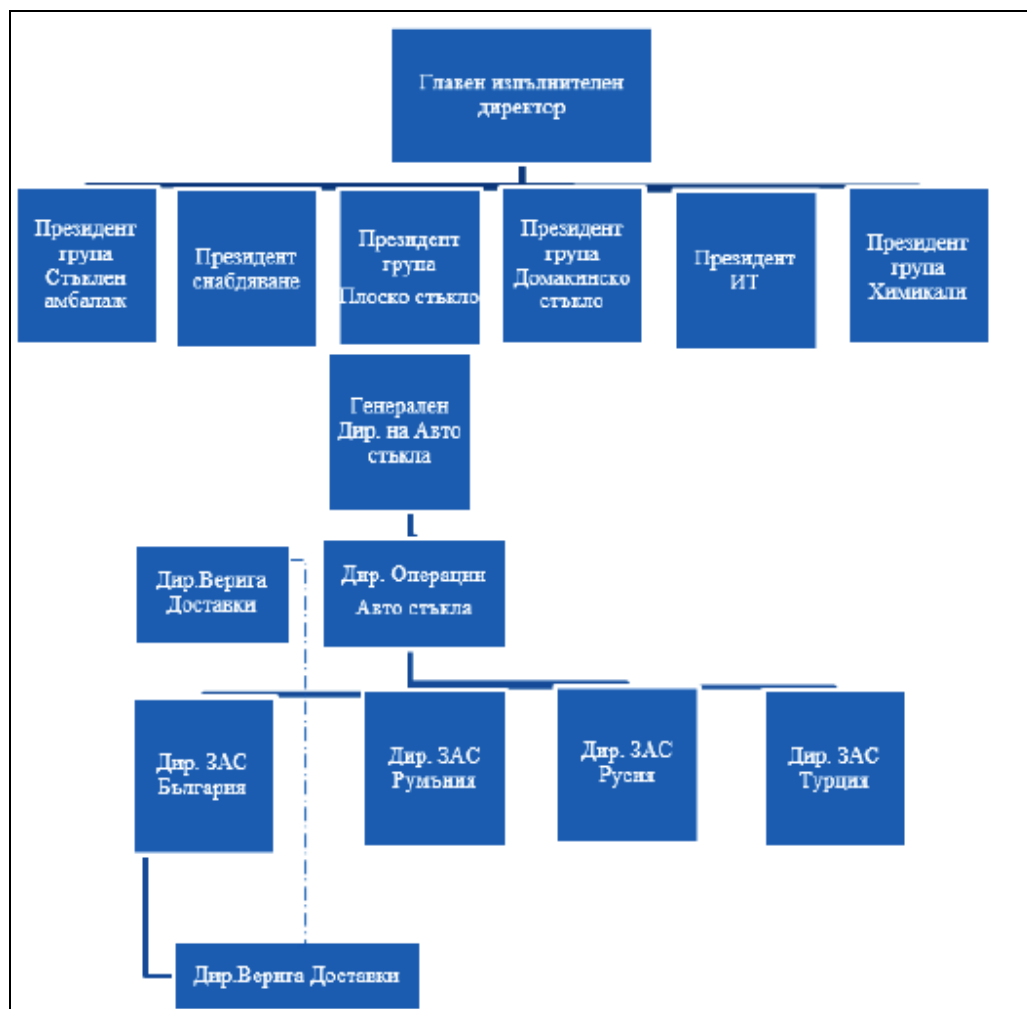 Главен изпълнителен
директор
Президент
група
Стъклен
амбалаж
Президент
снабдяване
Президент
група
Плоско стъкло
Президент
група
Домакинско
стъкло
Президент
ИТ
Президент
група
Химикали
Генерален
Дир. на Авто
стъкла
Дир.Верига
Доставки
Дир. Операции
Авто стъкла
Дир. ЗАС
България
Дир. ЗАС
Румъния
Дир. ЗАС
Русия
Дир. ЗАС
Турция
Дир.Верига Доставки